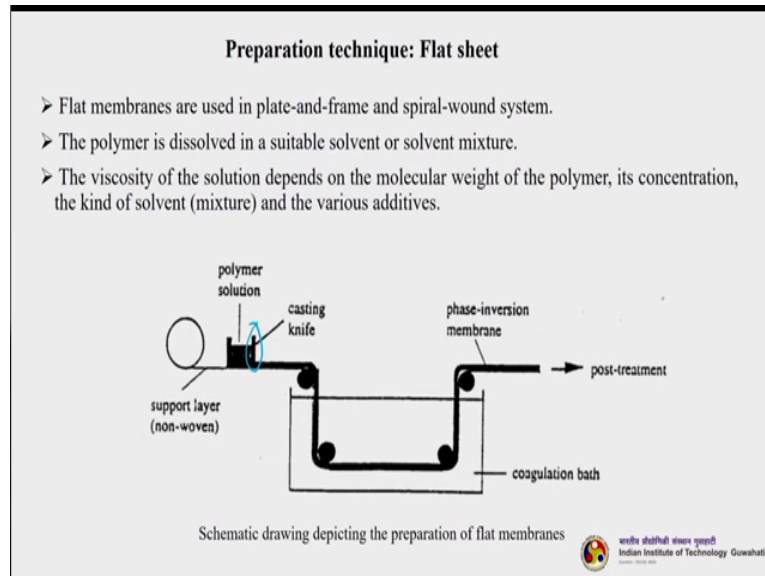 Preparation technique: Flat sheet
➤ Flat membranes are used in plate-and-frame and spiral-wound system.
➤ The polymer is dissolved in a suitable solvent or solvent mixture.
➤ The viscosity of the solution depends on the molecular weight of the polymer, its concentration,
the kind of solvent (mixture) and the various additives.
polymer
solution
casting
knife
phase-inversion
membrane
post-treatment
support layer
(non-woven)
coagulation bath
Schematic drawing depicting the preparation of flat membranes
भारतीय प्रौद्योगिकी संस्थान गुवाहाटी
Indian Institute of Technology Guwahati